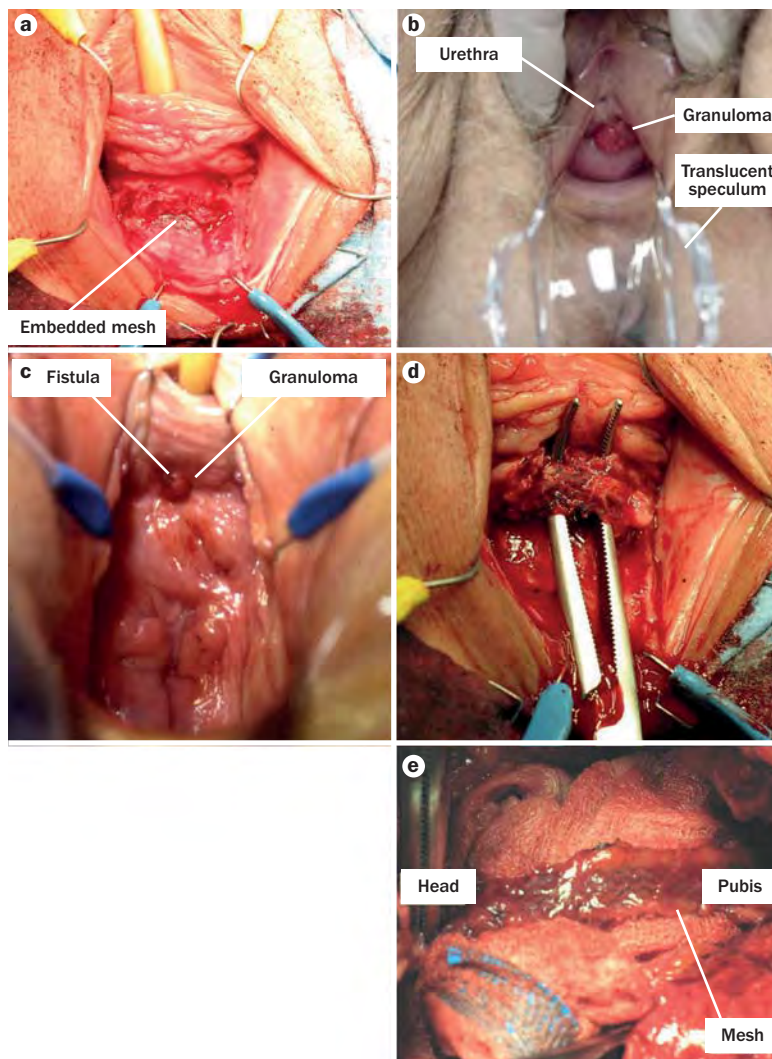 a
Embedded mesh
b
Urethra
Granuloma
Translucent
speculum
c
Fistula
Granuloma
d
e
Head
Pubis
Mesh